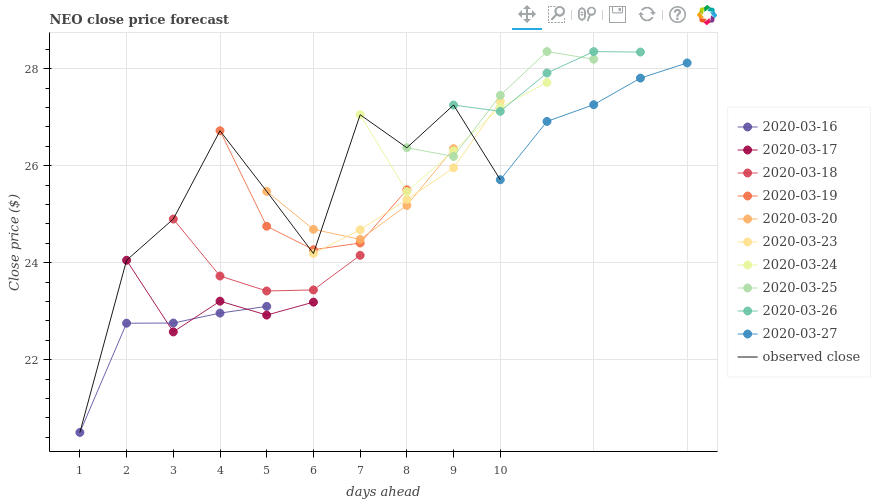 NEO close price forecast
28
26
24
22
Close price ($)
1 2 3 4 5 6 7 8 9 10
days ahead
2020-03-16
2020-03-17
2020-03-18
2020-03-19
2020-03-20
2020-03-23
2020-03-24
2020-03-25
2020-03-26
2020-03-27
observed close